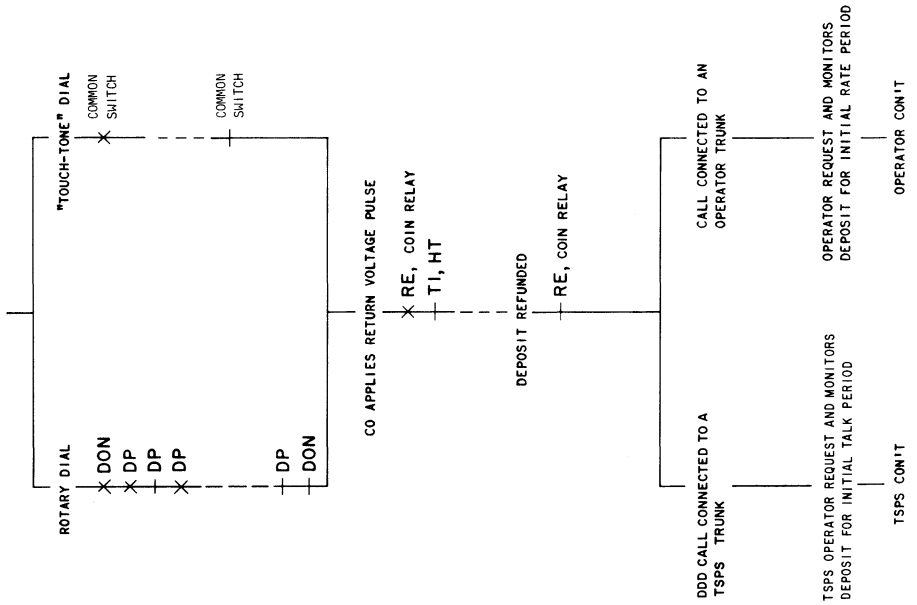 ROTARY DIAL
"TOUCH-TONE" DIAL
DON
COMMON
SWITCH
DP
DP
DP
COMMON
SWITCH
DP
DON
CO APPLIES RETURN VOLTAGE PULSE
RE, COIN RELAY
TI, HT
DEPOSIT REFUNDED
RE, COIN RELAY
DDD CALL CONNECTED TO A
TSPS TRUNK
CALL CONNECTED TO AN
OPERATOR TRUNK
TSPS OPERATOR REQUEST AND MONITORS
DEPOSIT FOR INITIAL TALK PERIOD
OPERATOR REQUEST AND MONITORS
DEPOSIT FOR INITIAL RATE PERIOD
TSPS CON'T
OPERATOR CON'T